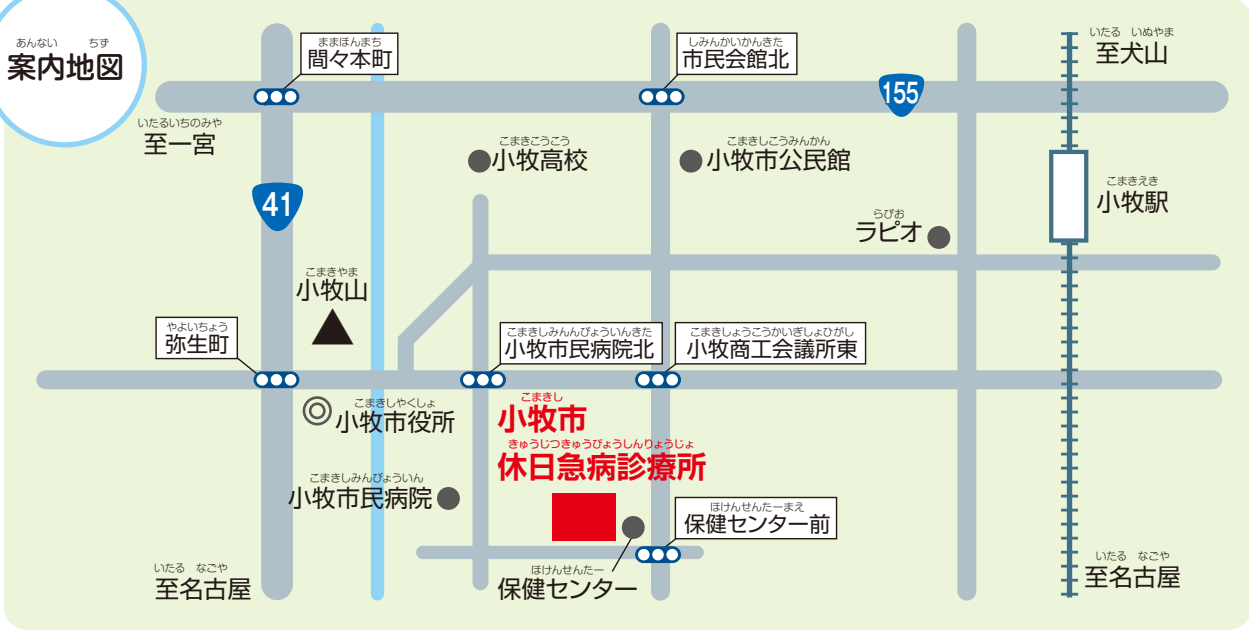 あんない ちず
案内地図
ままほんまち
間々本町
しみんかいかんきた
市民会館北
いたる いぬやま
至犬山
155
いたるいちのみや
至一宮
こまきこうこう
小牧高校
こまきしこうみんかん
小牧市公民館
こまきえき
小牧駅
41
らぴお
ラピオ
こまきやま
小牧山
やよいちょう
弥生町
こまきしみんんびょういんきた
小牧市民病院北
こまきしょうこうかいぎしょひがし
小牧商工会議所東
こまきしやくしょ
小牧市役所
こまきし
小牧市
きゅうじつきゅうびょうしんりょうじょ
休日急病診療所
こまきしみんびょういん
小牧市民病院
ほけんせんたーまえ
保健センター前
いたる なごや
至名古屋
ほけんせんたー
保健センター
いたる なごや
至名古屋